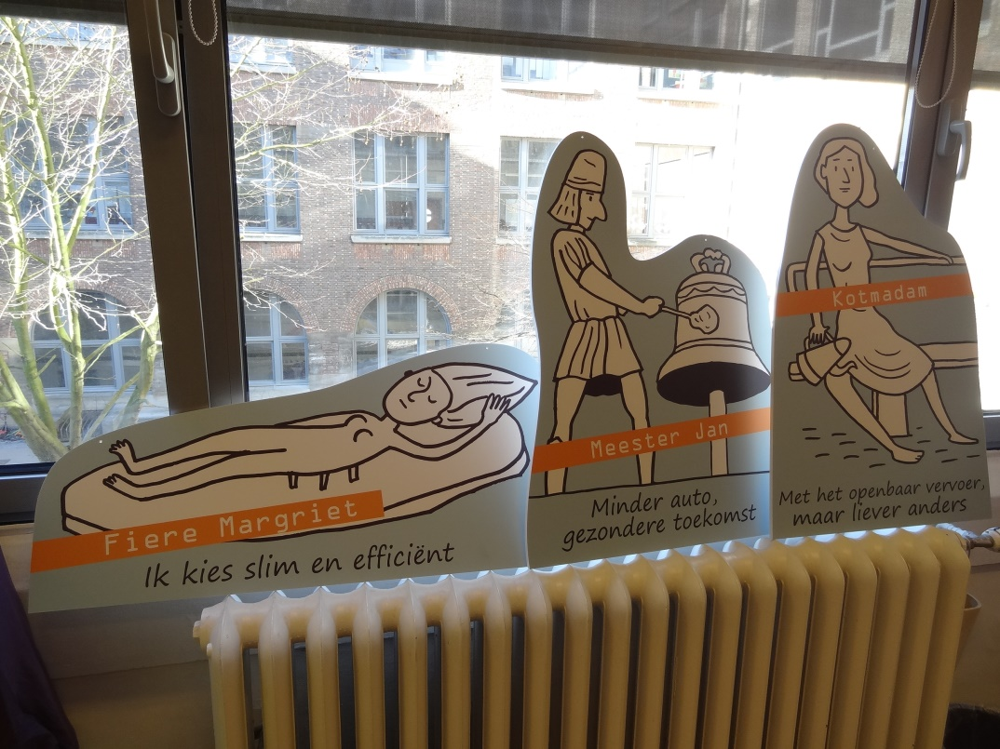 Fiere Margriet
Ik kies slim en efficiënt
Meester Jan
Minder auto,
gezondere toekomst
Kotmadam
Met het openbaar vervoer,
maar liever anders